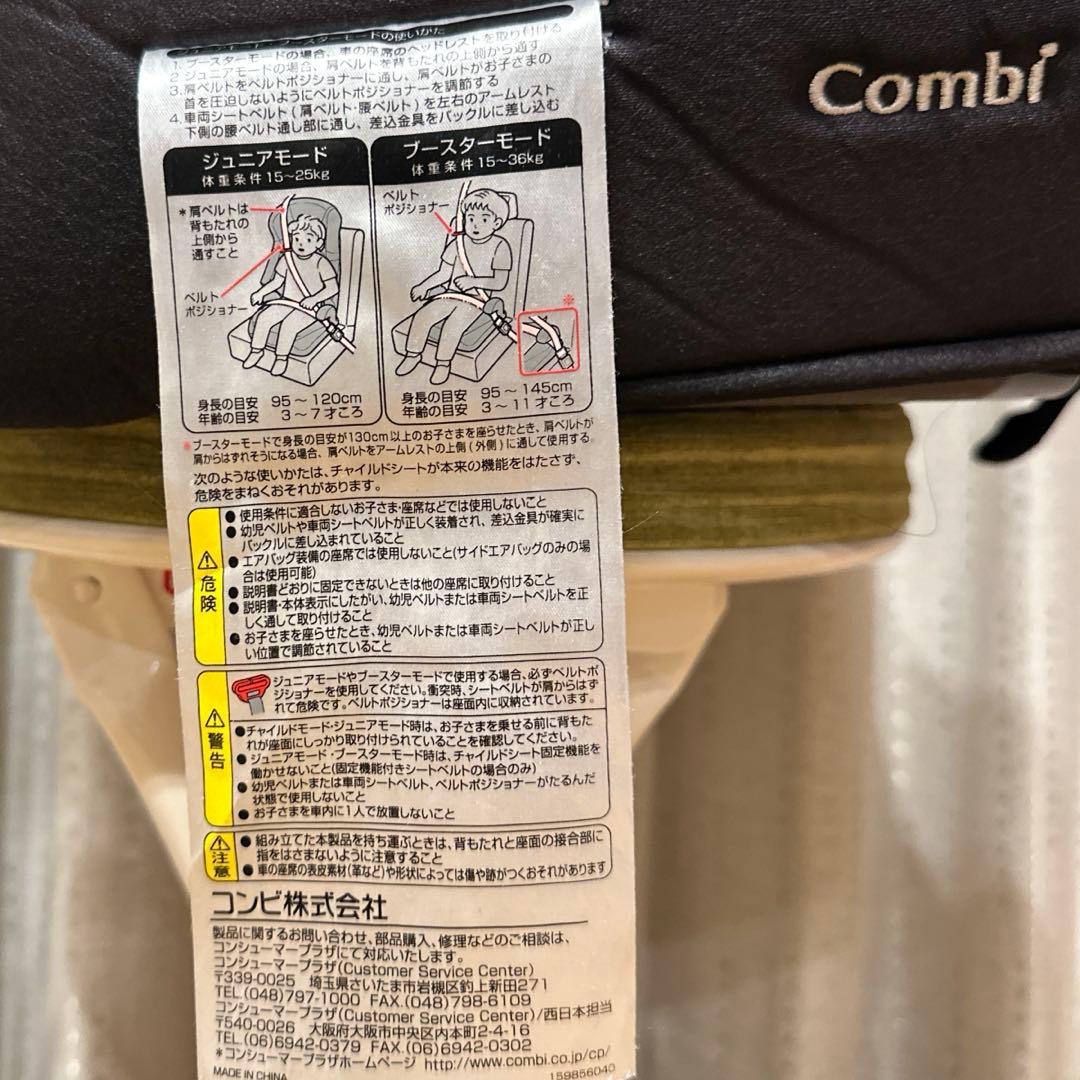 ジュニアモード・ブースターモードの使いかた
1. ブースターモードの場合、車の座席のヘッドレストを取り付ける
2 ジュニアモードの場合、肩ベルトを背もたれの上側から通す
3. 肩ベルトをベルトポジショナーに通し、肩ベルトがお子さまの
首を圧迫しないようにベルトポジショナーを調節する
4. 車両シートベルト(肩ベルト・腰ベルト)を左右のアームレスト
下側の腰ベルト通し部に通し、差込金具をバックルに差し込む
Combi
ジュニアモード
体重条件15~25kg
*肩ベルトは
背もたれの
上側から
通すこと
ベルト
ポジショナー
身長の目安 95~120cm
年齢の目安 3~7才ころ
ブースターモード
体重条件15~36kg
ベルト
ポジショナー
※
身長の目安 95~145cm
年齢の目安 3~11才ころ
※ブースターモードで身長の目安が130cm以上のお子さまを座らせたとき、肩ベルトが
肩からはずれそうになる場合、肩ベルトをアームレストの上側(外側)に通して使用する。
次のような使いかたは、チャイルドシートが本来の機能をはたさず、
危険をまねくおそれがあります。
危険
●使用条件に適合しないお子さま・座席などでは使用しないこと
●幼児ベルトや車両シートベルトが正しく装着され、差込金具が確実に
バックルに差し込まれていること
●エアバッグ装備の座席では使用しないこと(サイドエアバッグのみの場
合は使用可能)
●説明書どおりに固定できないときは他の座席に取り付けること
●説明書・本体表示にしたがい、幼児ベルトまたは車両シートベルトを正
しく通して取り付けること
●お子さまを座らせたとき、幼児ベルトまたは車両シートベルトが正し
い位置で調節されていること
警告
ジュニアモードやブースターモードで使用する場合、必ずベルトポ
ジショナーを使用してください。衝突時、シートベルトが肩からはず
れて危険です。ベルトポジショナーは座面内に収納されています。
●チャイルドモード・ジュニアモード時は、お子さまを乗せる前に背もた
れが座面にしっかり取り付けられていることを確認してください。
●ジュニアモード・ブースターモード時は、チャイルドシート固定機能を
働かせないこと(固定機能付きシートベルトの場合のみ)
●幼児ベルトまたは車両シートベルト、ベルトポジショナーがたるんだ
状態で使用しないこと
●お子さまを車内に1人で放置しないこと
注意
●組み立てた本製品を持ち運ぶときは、背もたれと座面の接合部に
指をはさまないように注意すること
●車の座席の表皮素材(革など)や形状によっては傷や跡がつくおそれがあります
コンビ株式会社
製品に関するお問い合わせ、部品購入、修理などのご相談は、
コンシューマープラザにて対応いたします。
コンシューマープラザ(Customer Service Center)
〒339-0025 埼玉県さいたま市岩槻区釣上新田271
TEL.(048)797-1000 FAX.(048)798-6109
コンシューマープラザ(Customer Service Center)/西日本担当
〒540-0026 大阪府大阪市中央区内本町2-4-16
TEL.(06)6942-0379 FAX.(06)6942-0302
*コンシューマープラザホームページ http://www.combi.co.jp/cp/
MADE IN CHINA 159856040